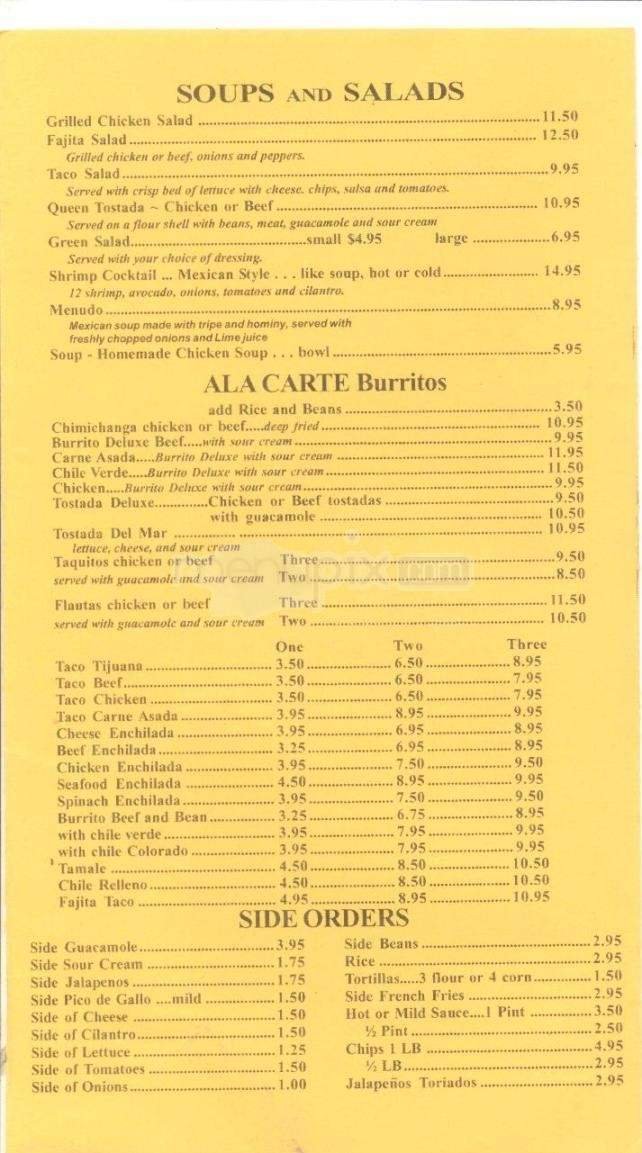 SOUPS AND SALADS
Grilled Chicken Salad ........ 11.50
Fajita Salad ........ 12.50
Grilled chicken or beef, onions and peppers.
Taco Salad ........ 9.95
Served with crisp bed of lettuce with cheese. chips, salsa and tomatoes.
Queen Tostada ~ Chicken or Beef ........ 10.95
Served on a flour shell with beans, meat, guacamole and sour cream
Green Salad ........ small $4.95 large ........ 6.95
Served with your choice of dressing.
Shrimp Cocktail ... Mexican Style . . . like soup, hot or cold ........ 14.95
12 shrimp, avocado, onions, tomatoes and cilantro.
Menudo ........ 8.95
Mexican soup made with tripe and hominy, served with
freshly chopped onions and Lime juice
Soup - Homemade Chicken Soup . . . bowl ........ 5.95
ALA CARTE Burritos
add Rice and Beans ........ 3.50
Chimichanga chicken or beef.....deep fried ........ 10.95
Burrito Deluxe Beef.....with sour cream ........ 9.95
Carne Asada.....Burrito Deluxe with sour cream ........ 11.95
Chile Verde.....Burrito Deluxe with sour cream ........ 11.50
Chicken.....Burrito Deluxe with sour cream ........ 9.95
Tostada Deluxe.............Chicken or Beef tostadas ........ 9.50
with guacamole ........ 10.50
Tostada Del Mar ........ 10.95
lettuce, cheese, and sour cream
Taquitos chicken or beef Three ........ 9.50
served with guacamole and sour cream Two ........ 8.50
Flautas chicken or beef Three ........ 11.50
served with guacamole and sour cream Two ........ 10.50
One Two Three
Taco Tijuana ........ 3.50 ........ 6.50 ........ 8.95
Taco Beef ........ 3.50 ........ 6.50 ........ 7.95
Taco Chicken ........ 3.50 ........ 6.50 ........ 7.95
Taco Carne Asada ........ 3.95 ........ 8.95 ........ 9.95
Cheese Enchilada ........ 3.95 ........ 6.95 ........ 8.95
Beef Enchilada ........ 3.25 ........ 6.95 ........ 8.95
Chicken Enchilada ........ 3.95 ........ 7.50 ........ 9.50
Seafood Enchilada ........ 4.50 ........ 8.95 ........ 9.95
Spinach Enchilada ........ 3.95 ........ 7.50 ........ 9.50
Burrito Beef and Bean ........ 3.25 ........ 6.75 ........ 8.95
with chile verde ........ 3.95 ........ 7.95 ........ 9.95
with chile Colorado ........ 3.95 ........ 7.95 ........ 9.95
Tamale ........ 4.50 ........ 8.50 ........ 10.50
Chile Relleno ........ 4.50 ........ 8.50 ........ 10.50
Fajita Taco ........ 4.95 ........ 8.95 ........ 10.95
SIDE ORDERS
Side Guacamole ........ 3.95
Side Sour Cream ........ 1.75
Side Jalapenos ........ 1.75
Side Pico de Gallo ....mild ........ 1.50
Side of Cheese ........ 1.50
Side of Cilantro ........ 1.50
Side of Lettuce ........ 1.25
Side of Tomatoes ........ 1.50
Side of Onions ........ 1.00
Side Beans ........ 2.95
Rice ........ 2.95
Tortillas.....3 flour or 4 corn ........ 1.50
Side French Fries ........ 2.95
Hot or Mild Sauce....1 Pint ........ 3.50
½ Pint ........ 2.50
Chips 1 LB ........ 4.95
½ LB ........ 2.95
Jalapeños Toriados ........ 2.95